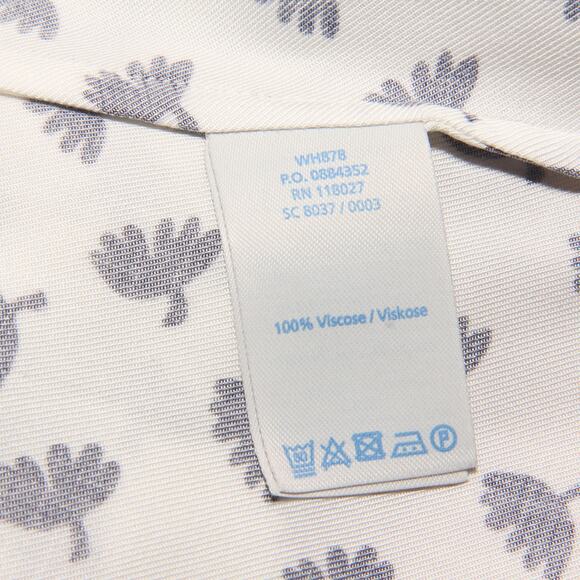 WH878
P.O. 0884352
RN 118027
SC 8037 / 0003
100% Viscose / Viskose
P